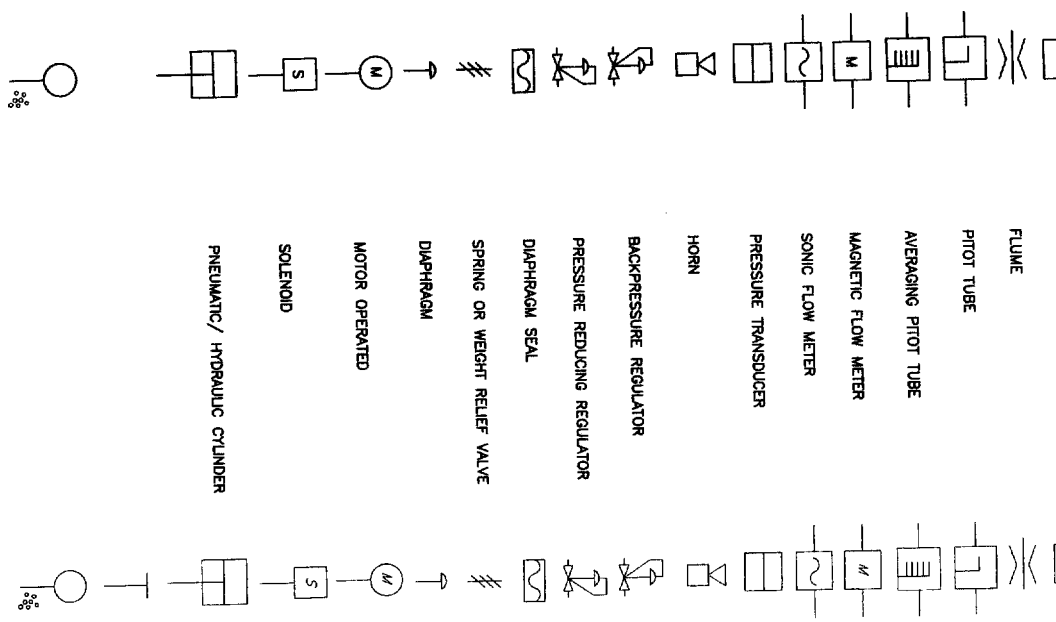 FLUME
PITOT TUBE
AVERAGING PITOT TUBE
MAGNETIC FLOW METER
SONIC FLOW METER
PRESSURE TRANSDUCER
HORN
BACKPRESSURE REGULATOR
PRESSURE REDUCING REGULATOR
DIAPHRAGM SEAL
SPRING OR WEIGHT RELIEF VALVE
DIAPHRAGM
MOTOR OPERATED
SOLENOID
PNEUMATIC/ HYDRAULIC CYLINDER
M
M
S
M
M
S